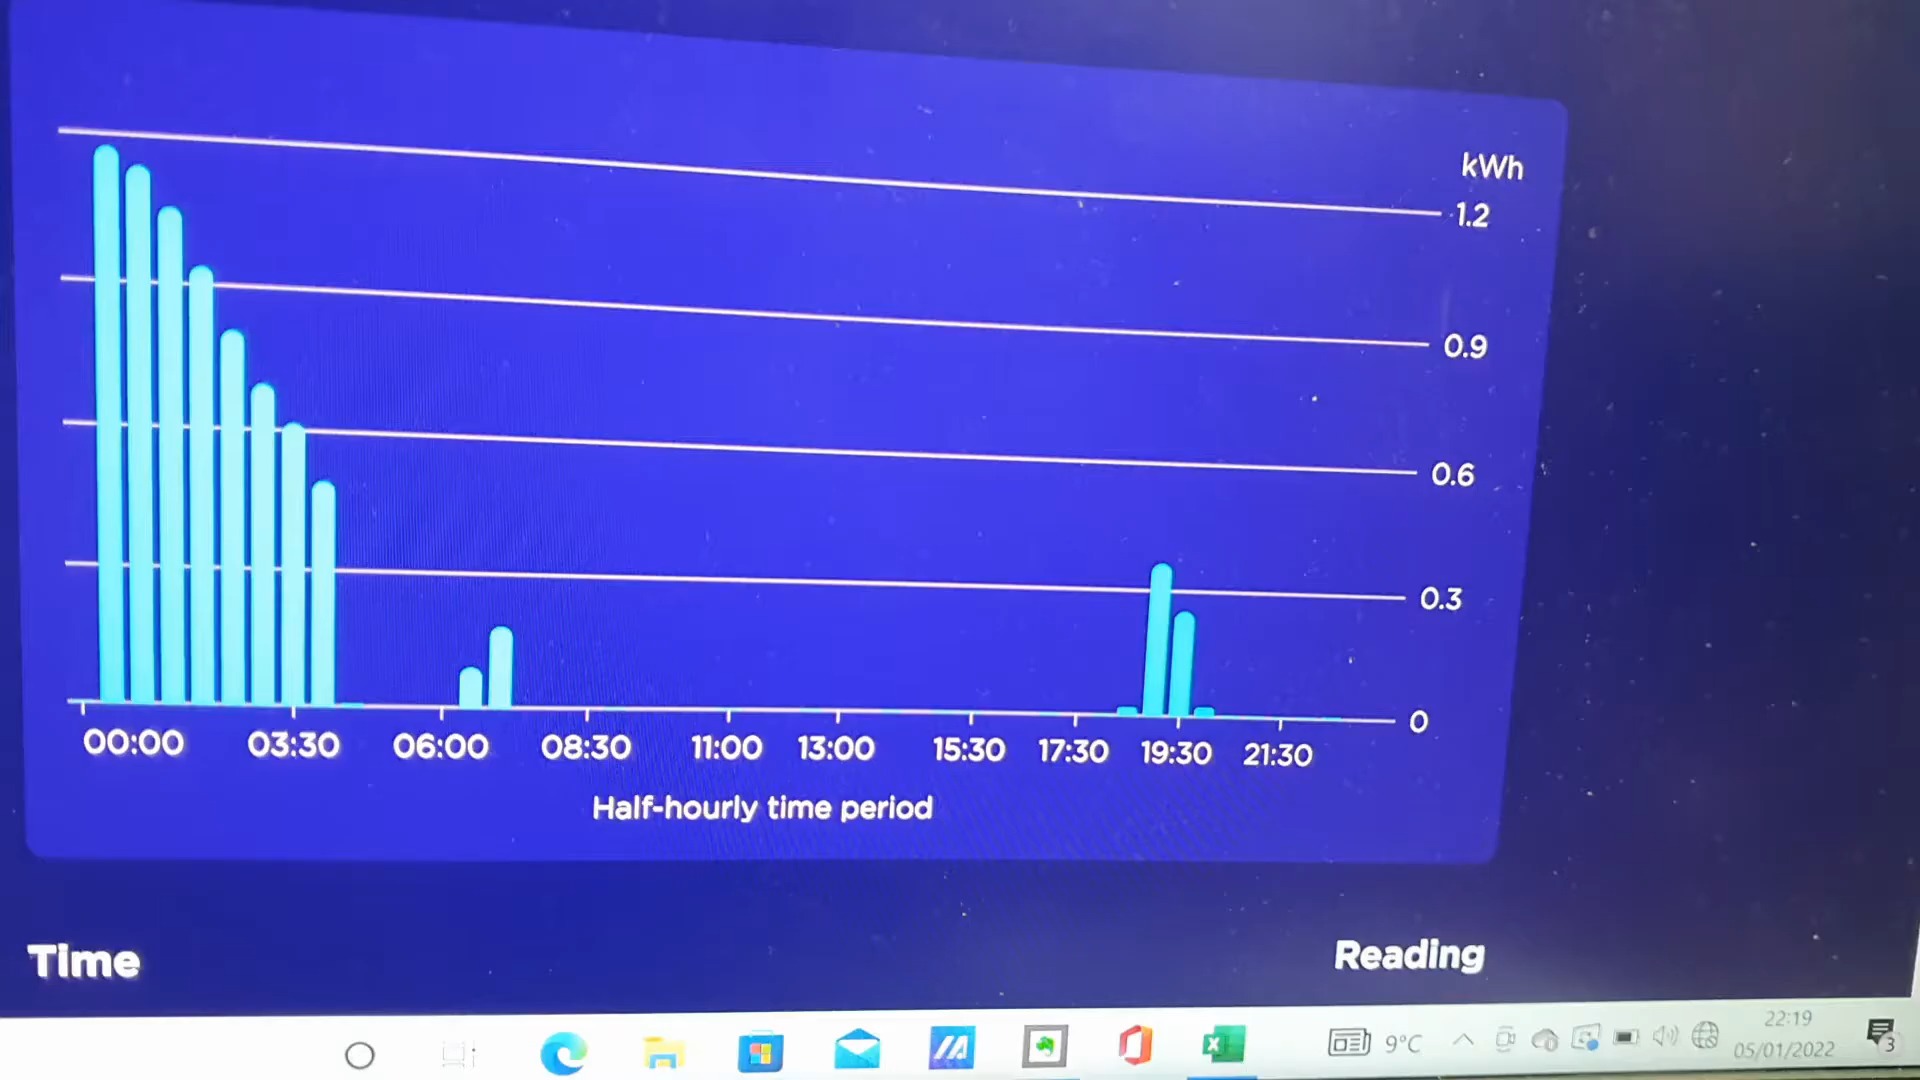 kWh
1.2
0.9
0.6
0.3
0
00:00 03:30 06:00 08:30 11:00 13:00 15:30 17:30 19:30 21:30
Half-hourly time period
Time Reading
9°C
22:19
05/01/2022
3